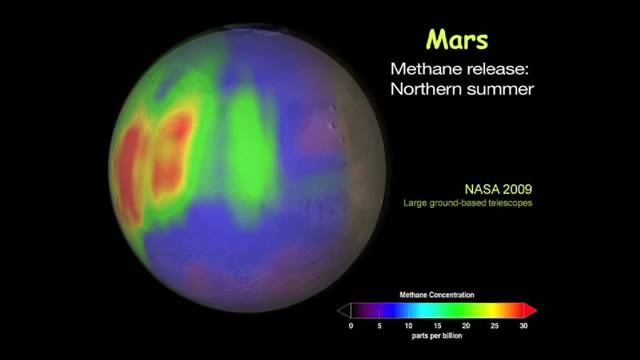 Mars
Methane release:
Northern summer
NASA 2009
Large ground-based telescopes
Methane Concentration
0 5 10 15 20 25 30
parts per billion